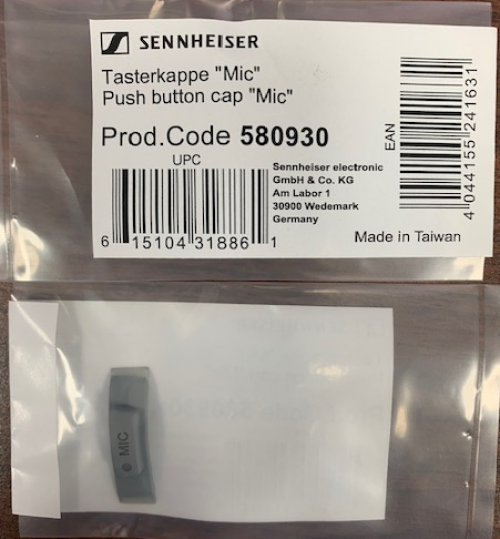 SENNHEISER
Tasterkappe "Mic"
Push button cap "Mic"
Prod.Code 580930
UPC
6 15104 31886 1
Sennheiser electronic
GmbH & Co. KG
Am Labor 1
30900 Wedemark
Germany
EAN
4 044155 241631
Made in Taiwan
MIC